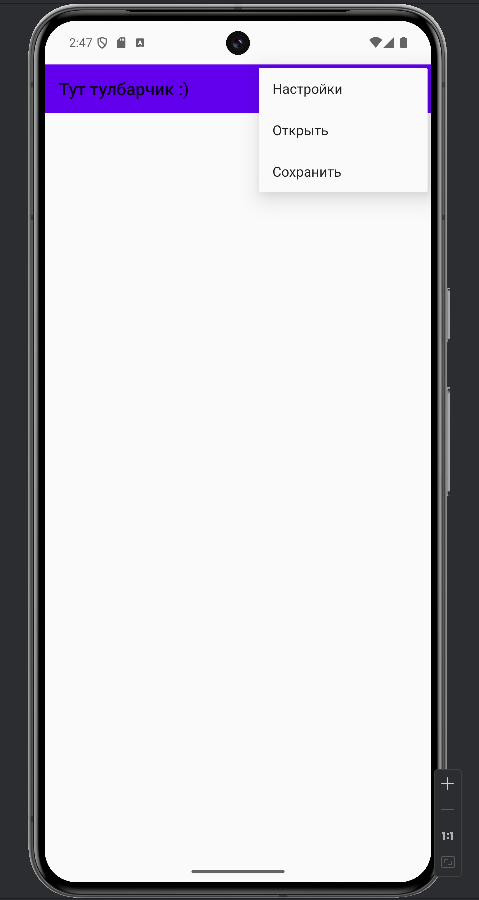 2:47
Тут тулбарчик :)
Настройки
Открыть
Сохранить
1:1